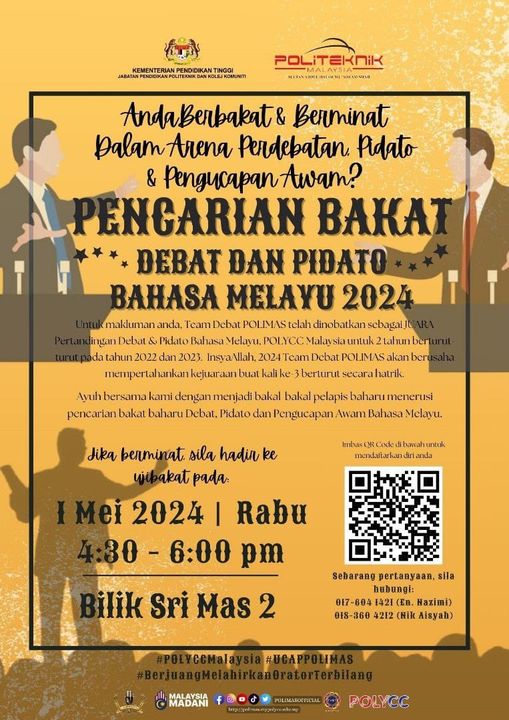 KEMENTERIAN PENDIDIKAN TINGGI
JABATAN PENDIDIKAN POLITEKNIK DAN KOLEJ KOMUNITI
POLITEKNIK
MALAYSIA
Anda Berbakat & Berminat
Dalam Arena Perdebatan, Pidato
& Pengucapan Awam?
PENCARIAN BAKAT
DEBAT DAN PIDATO
BAHASA MELAYU 2024
Untuk makluman anda, Team Debat POLIMAS telah dinobatkan sebagai JUARA
Pertandingan Debat & Pidato Bahasa Melayu, POLYCC Malaysia untuk 2 tahun berturut-
turut pada tahun 2022 dan 2023. InsyaAllah, 2024 Team Debat POLIMAS akan berusaha
mempertahankan kejuaraan buat kali ke-3 berturut secara hatrik.
Ayuh bersama kami dengan menjadi bakal-bakal pelapis baharu menerusi
pencarian bakat baharu Debat, Pidato dan Pengucapan Awam Bahasa Melayu.
Jika berminat, sila hadir ke
ujibakat pada:
1 Mei 2024 | Rabu
4:30 - 6:00 pm
Bilik Sri Mas 2
Imbas QR Code di bawah untuk
mendaftarkan diri anda
Sebarang pertanyaan, sila
hubungi:
017-604 1421 (En. Nazimi)
018-360 4212 (Nik Aisyah)
#POLYCCMalaysia #UCAPPOLIMAS
#BerjuangMelahirkanOratorTerbilang
MALAYSIA
MADANI
POLIMASOFFICIAL
POLYCC